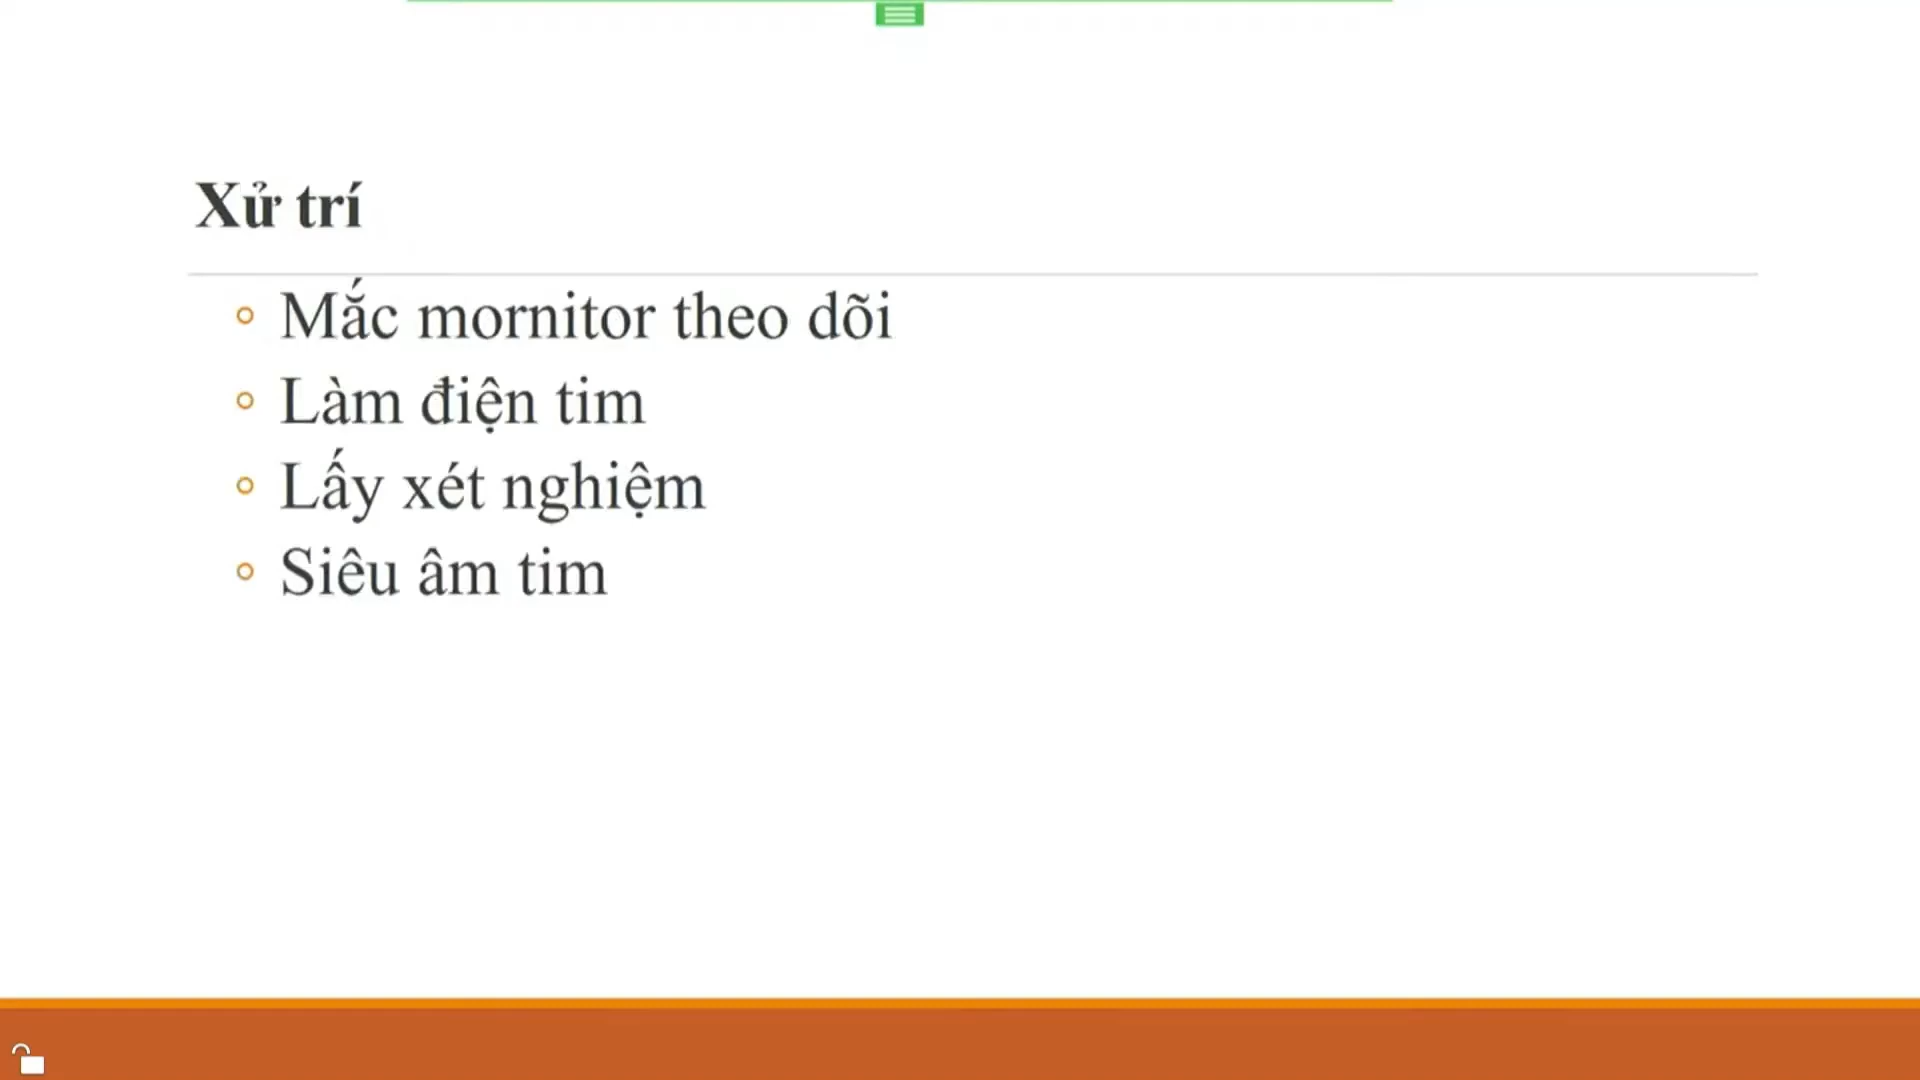 Xử trí
Mắc mornitor theo dõi
Làm điện tim
Lấy xét nghiệm
Siêu âm tim